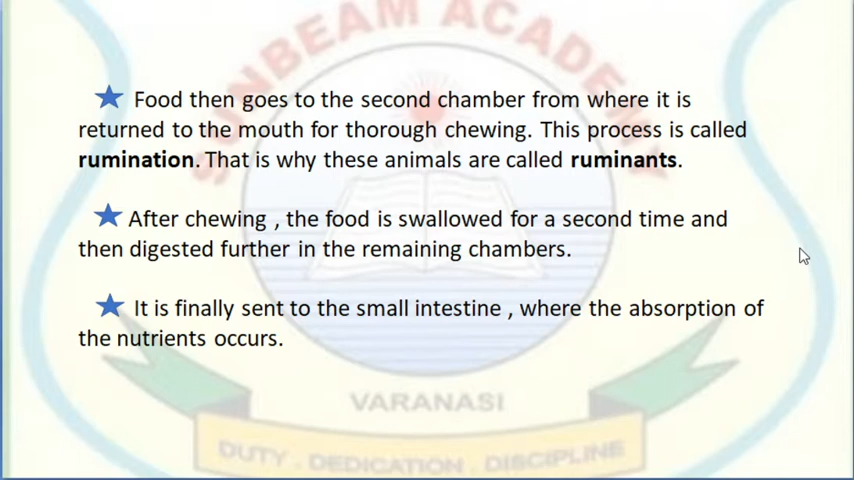 SUNBEAM ACADEMY
Food then goes to the second chamber from where it is
returned to the mouth for thorough chewing. This process is called
rumination. That is why these animals are called ruminants.
After chewing , the food is swallowed for a second time and
then digested further in the remaining chambers.
It is finally sent to the small intestine , where the absorption of
the nutrients occurs.
VARANASI
DUTY . DEDICATION . DISCIPLINE